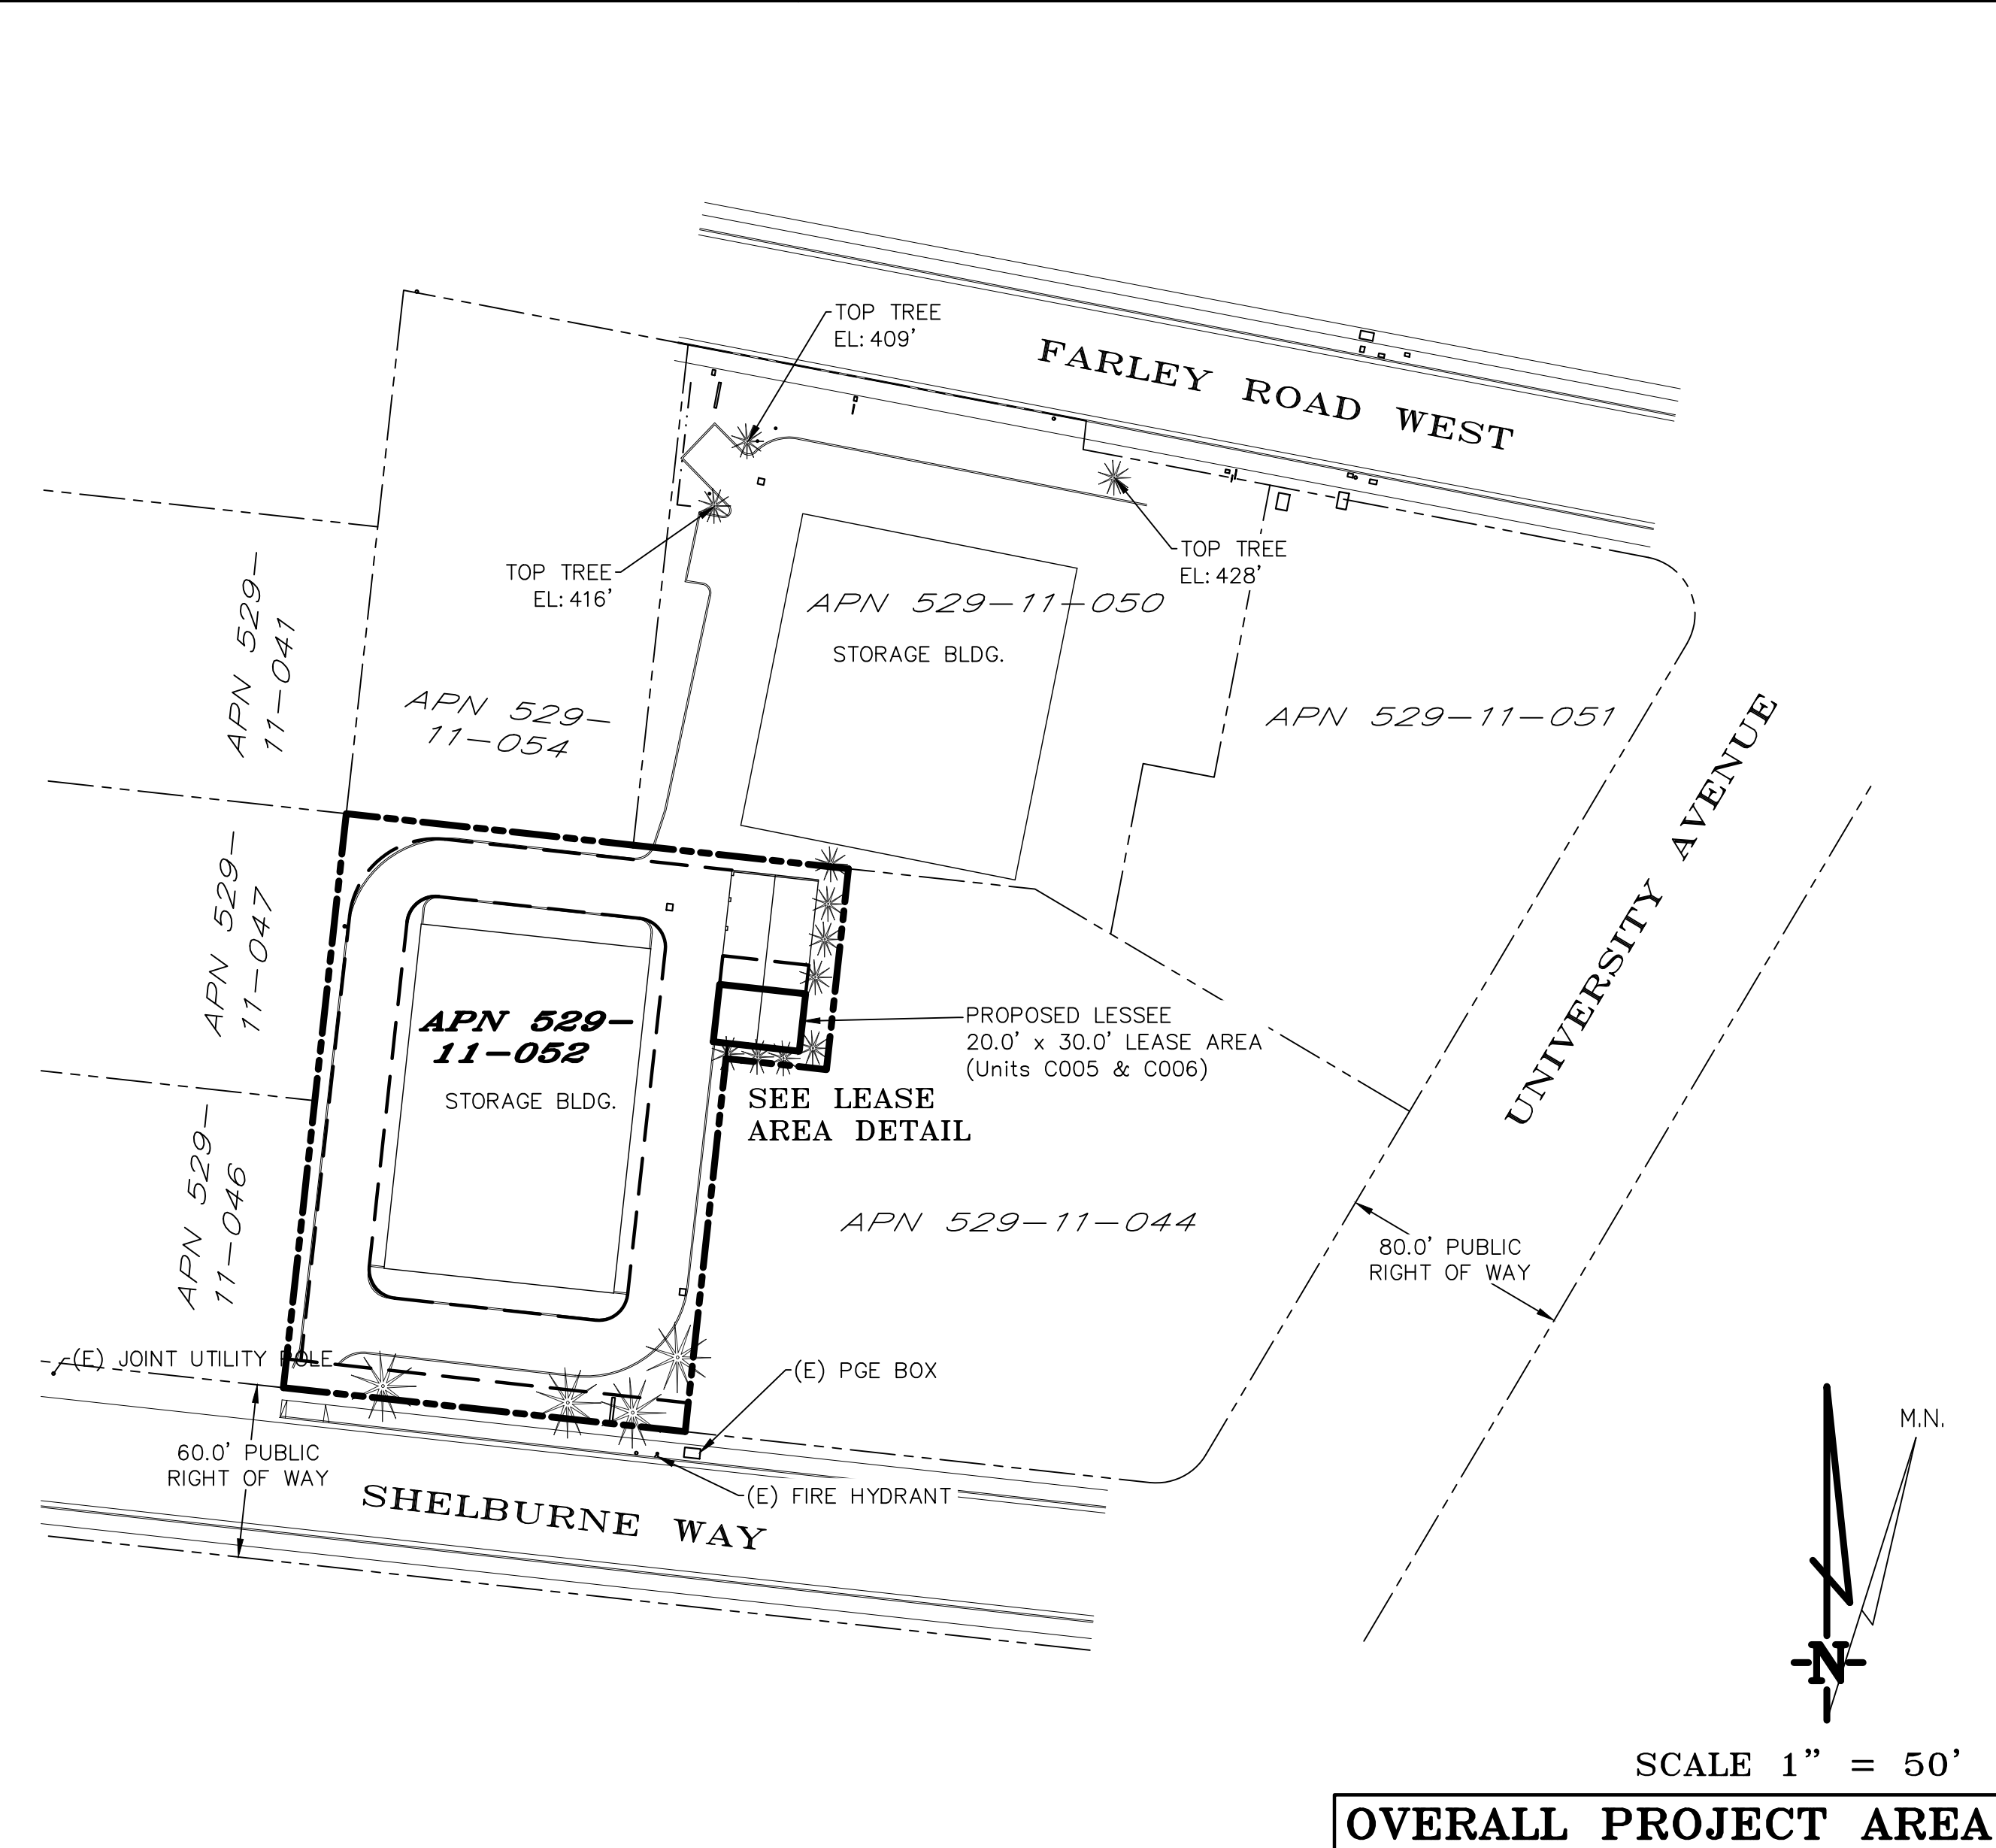 TOP TREE
EL: 409'
FARLEY ROAD WEST
TOP TREE
EL: 416'
TOP TREE
EL: 428'
APN 529-11-050
STORAGE BLDG.
APN 529-
11-041
APN 529-
11-054
APN 529-11-051
UNIVERSITY AVENUE
APN 529-
11-047
APN 529-
11-052
STORAGE BLDG.
PROPOSED LESSEE
20.0' x 30.0' LEASE AREA
(Units C005 & C006)
SEE LEASE
AREA DETAIL
APN 529-
11-046
APN 529-11-044
80.0' PUBLIC
RIGHT OF WAY
(E) JOINT UTILITY POLE
(E) PGE BOX
60.0' PUBLIC
RIGHT OF WAY
(E) FIRE HYDRANT
SHELBURNE WAY
M.N.
N
SCALE 1" = 50'
OVERALL PROJECT AREA